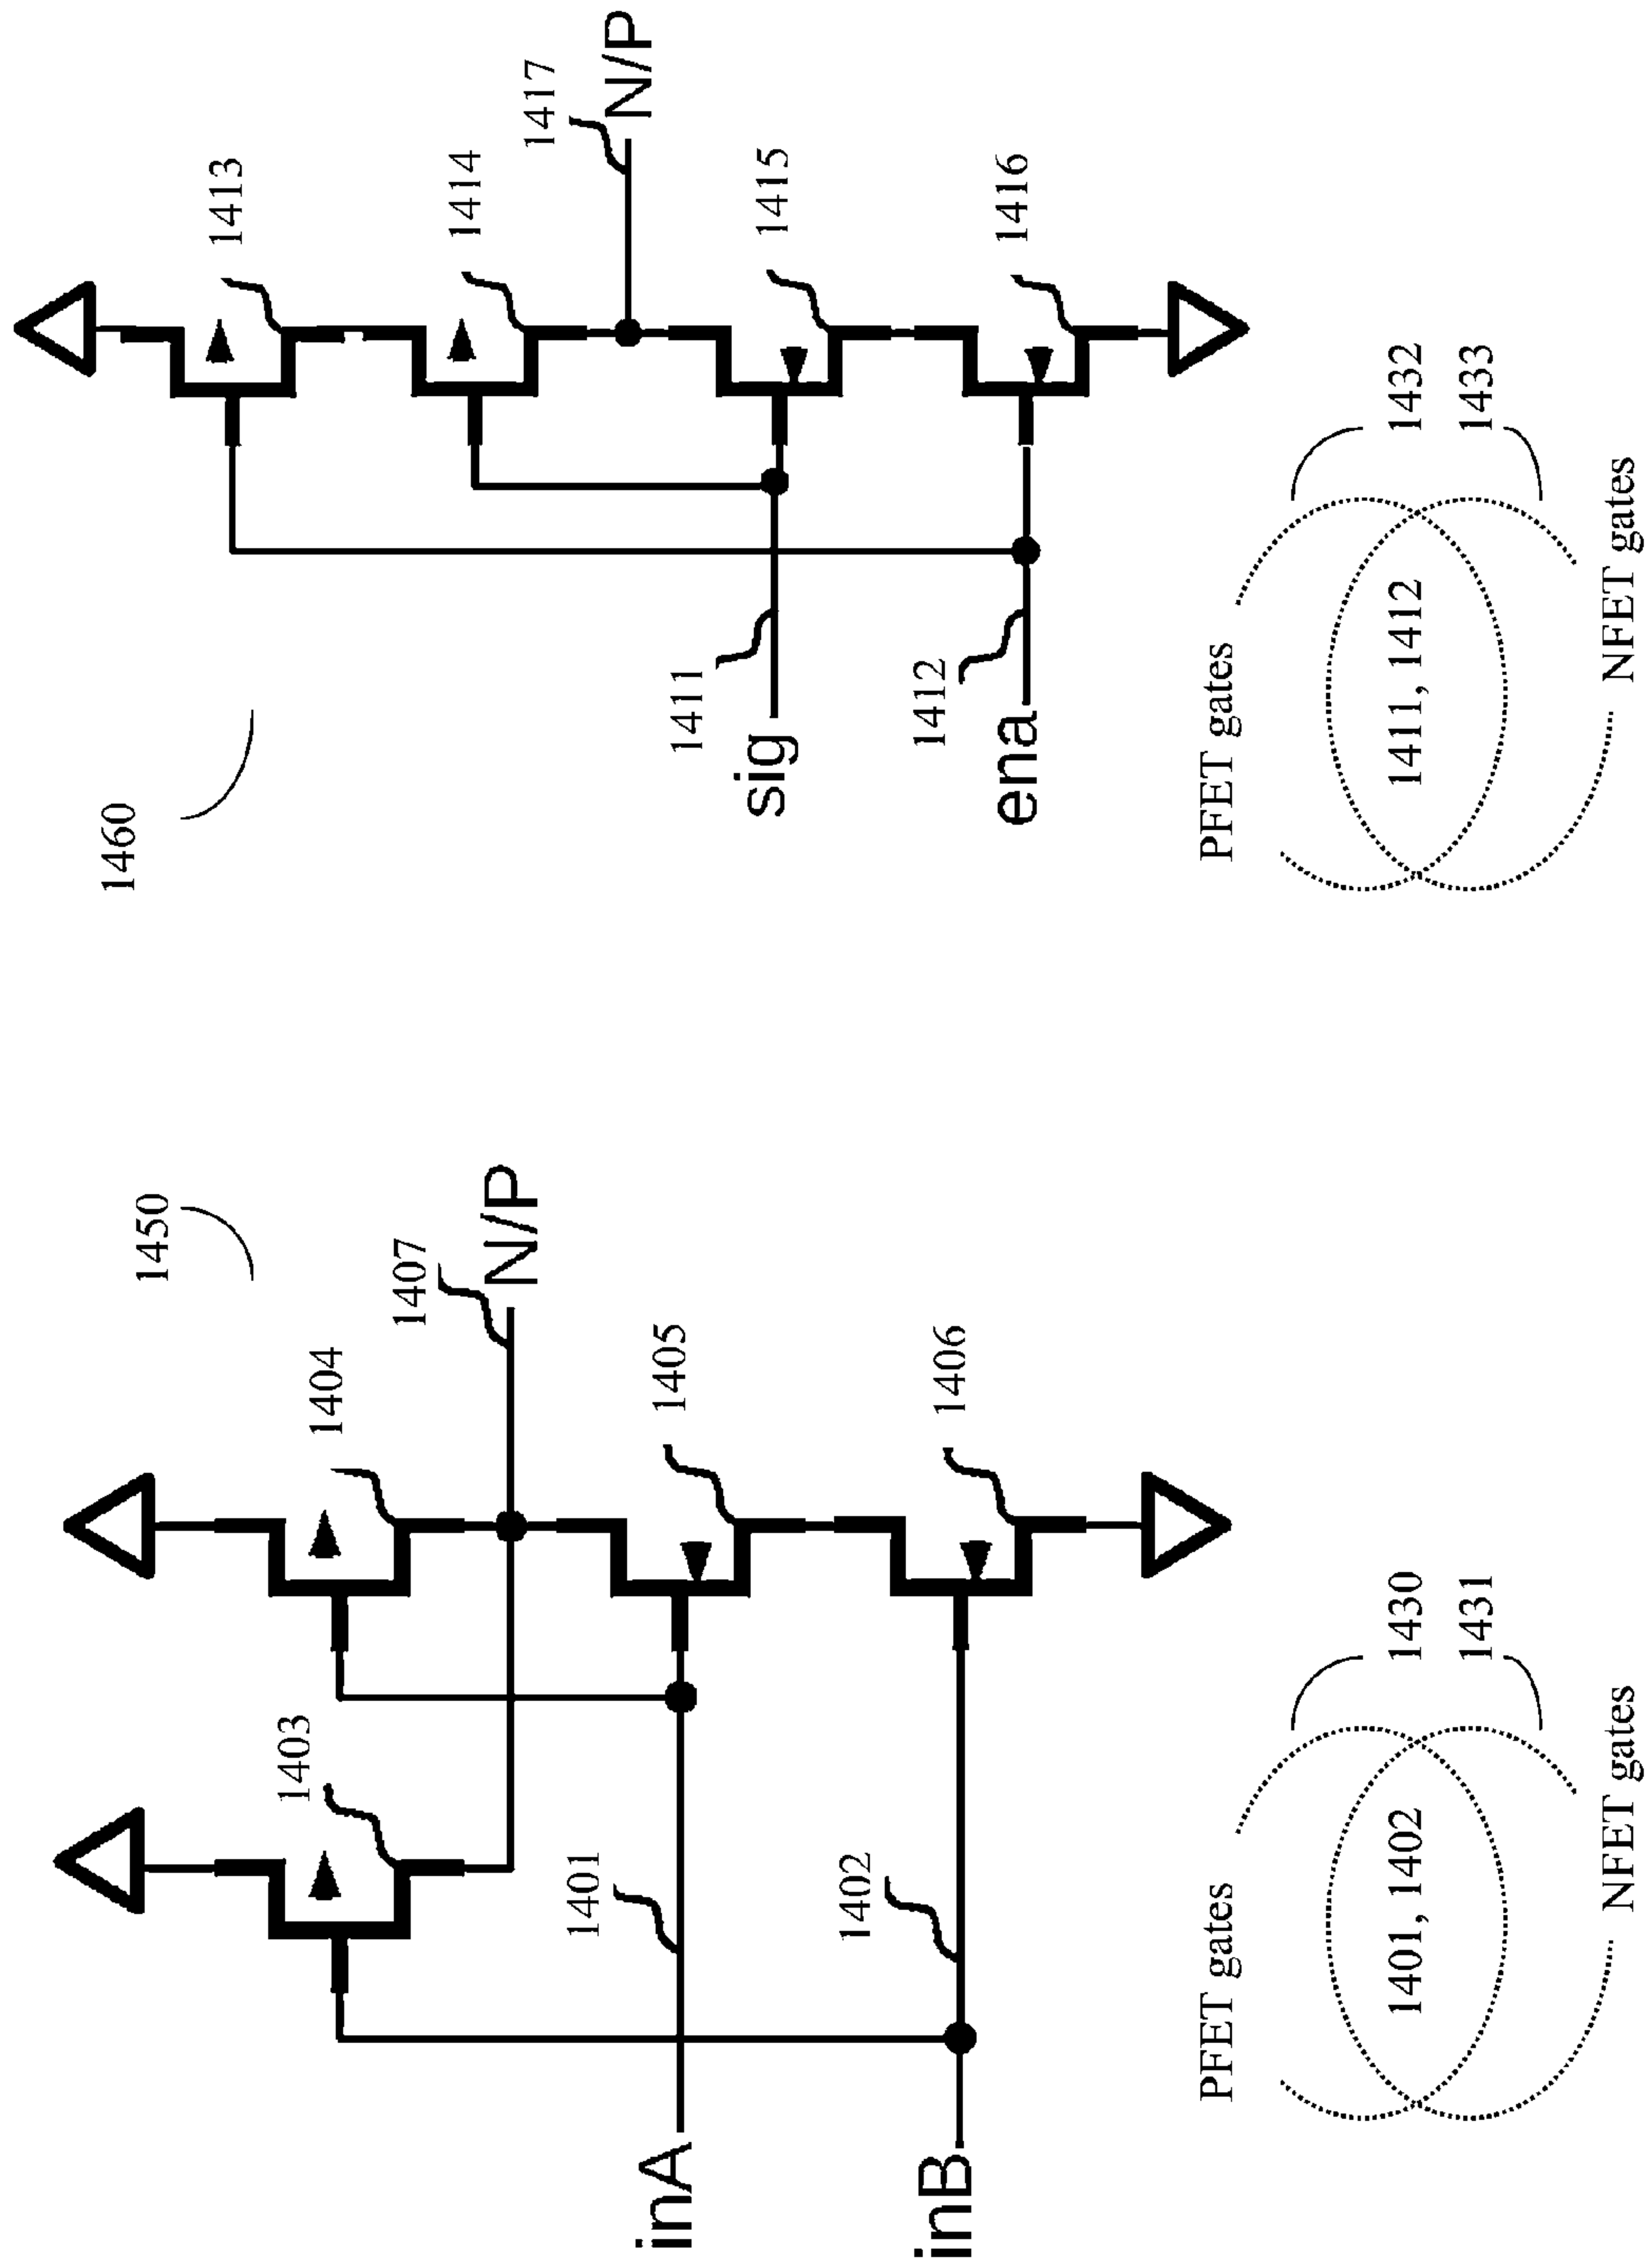 1450
1403
1404
1407
N/P
inA
1401
1405
inB
1402
1406
PFET gates
1401, 1402
1430
1431
NFET gates
1460
1413
1414
1417
N/P
sig
1411
1415
ena
1412
1416
PFET gates
1411, 1412
1432
1433
NFET gates